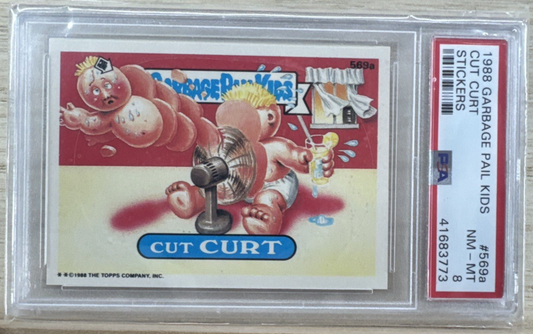 569a
GARBAGE PAIL KIDS
CUT CURT
✱ ✱ ©1988 THE TOPPS COMPANY, INC.
1988 GARBAGE PAIL KIDS #569a
CUT CURT NM - MT
STICKERS 8
PSA 41683773